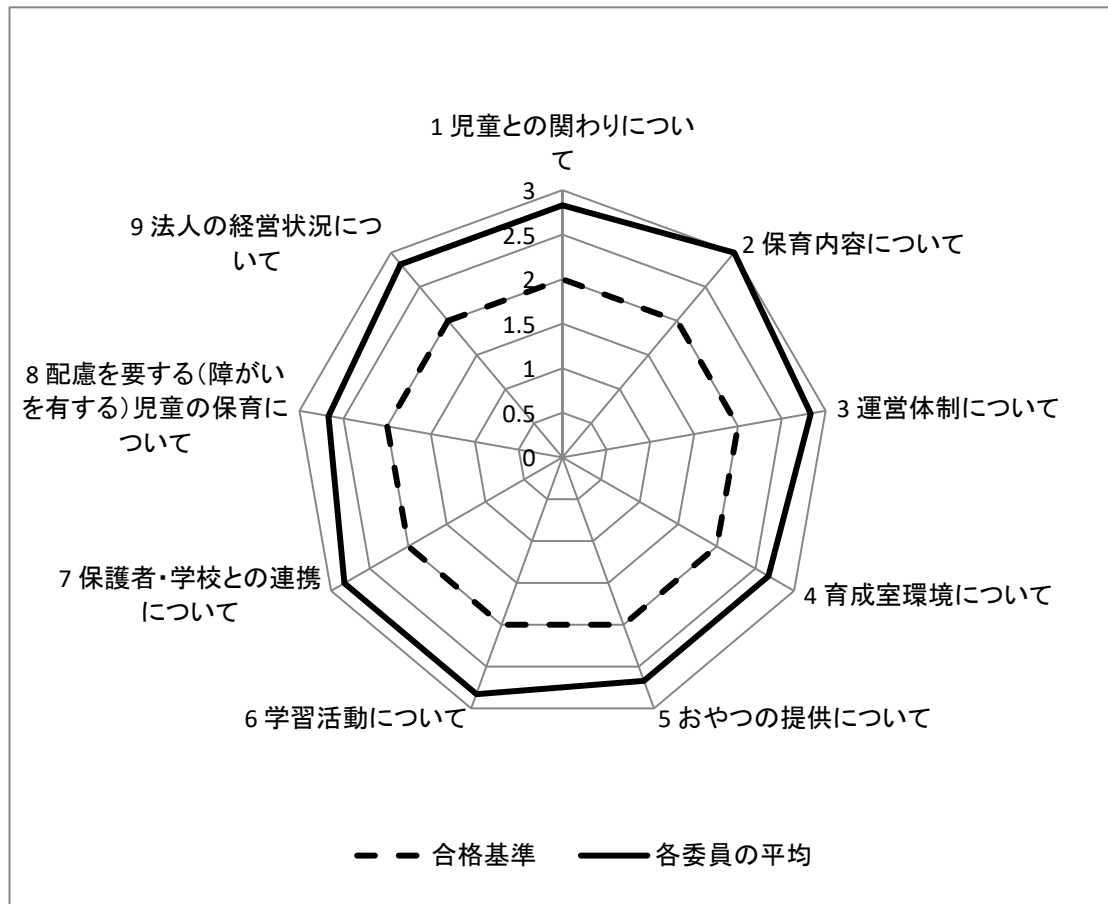 1 児童との関わりについ
て
2 保育内容について
3 運営体制について
4 育成室環境について
5 おやつの提供について
6 学習活動について
7 保護者・学校との連携
について
8 配慮を要する（障がい
を有する）児童の保育に
ついて
9 法人の経営状況につ
いて
3
2.5
2
1.5
1
0.5
0
合格基準
各委員の平均